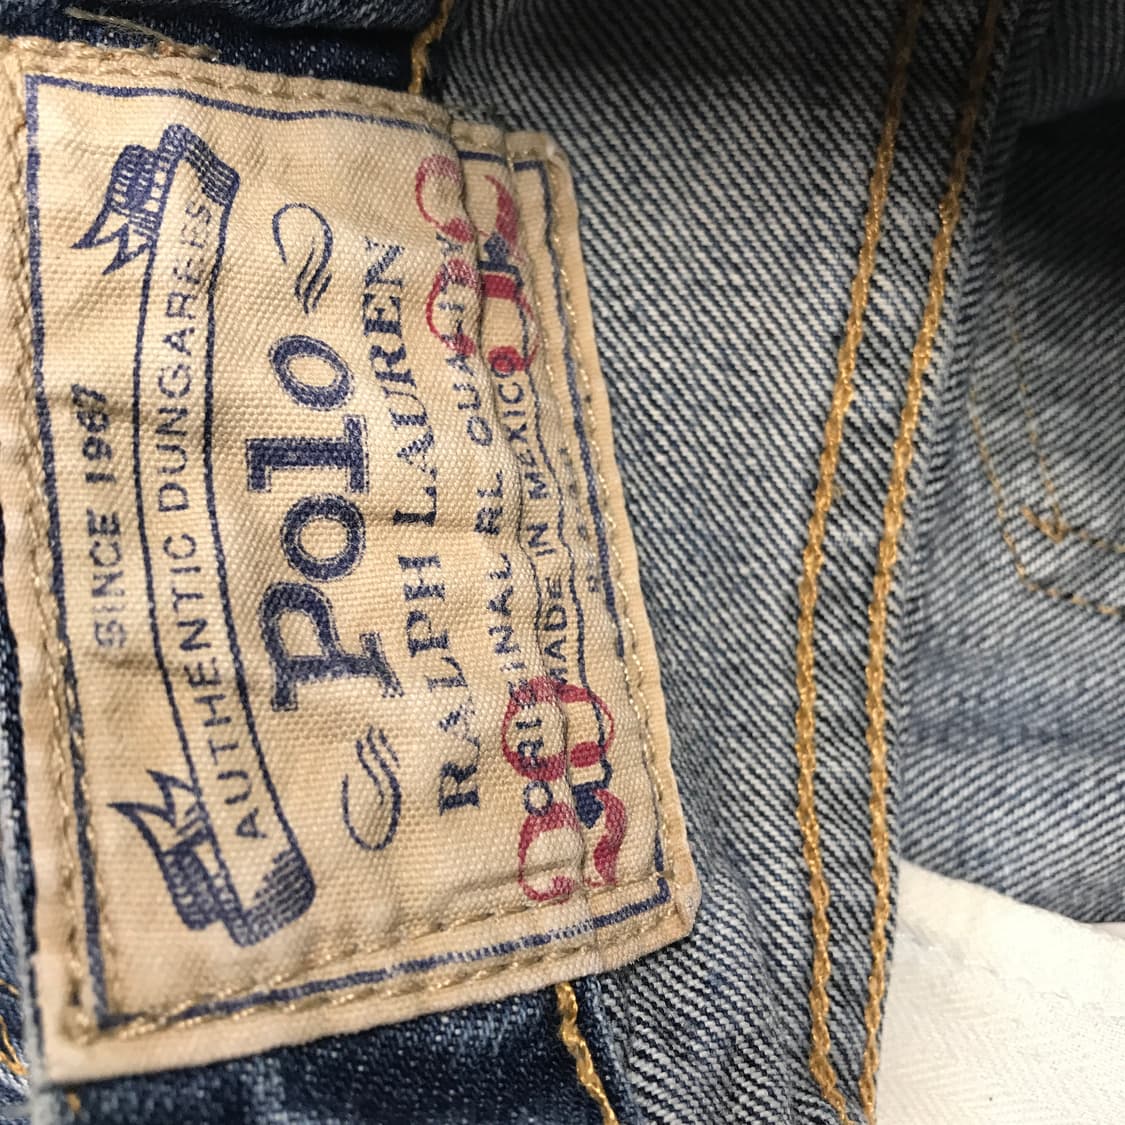 SINCE 1967
AUTHENTIC DUNGAREES
Polo
RALPH LAUREN
ORIGINAL RL QUALITY
MADE IN MEXICO